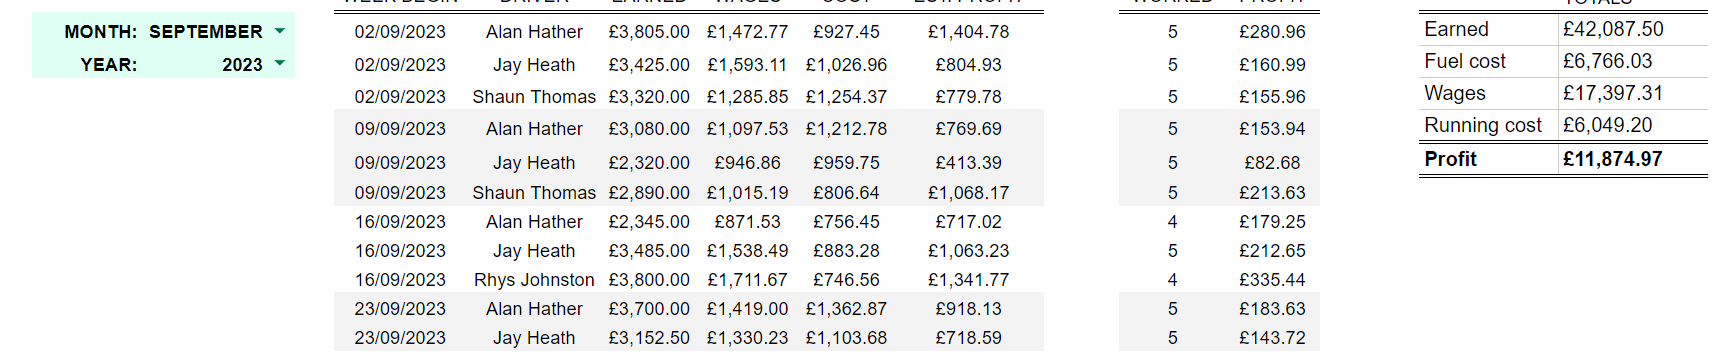 WEEK BEGIN DRIVER EARNED WAGES COST EST. PROFIT WORKED PROFIT TOTALS
MONTH: SEPTEMBER
YEAR: 2023
02/09/2023 Alan Hather £3,805.00 £1,472.77 £927.45 £1,404.78 5 £280.96
02/09/2023 Jay Heath £3,425.00 £1,593.11 £1,026.96 £804.93 5 £160.99
02/09/2023 Shaun Thomas £3,320.00 £1,285.85 £1,254.37 £779.78 5 £155.96
09/09/2023 Alan Hather £3,080.00 £1,097.53 £1,212.78 £769.69 5 £153.94
09/09/2023 Jay Heath £2,320.00 £946.86 £959.75 £413.39 5 £82.68
09/09/2023 Shaun Thomas £2,890.00 £1,015.19 £806.64 £1,068.17 5 £213.63
16/09/2023 Alan Hather £2,345.00 £871.53 £756.45 £717.02 4 £179.25
16/09/2023 Jay Heath £3,485.00 £1,538.49 £883.28 £1,063.23 5 £212.65
16/09/2023 Rhys Johnston £3,800.00 £1,711.67 £746.56 £1,341.77 4 £335.44
23/09/2023 Alan Hather £3,700.00 £1,419.00 £1,362.87 £918.13 5 £183.63
23/09/2023 Jay Heath £3,152.50 £1,330.23 £1,103.68 £718.59 5 £143.72
Earned £42,087.50
Fuel cost £6,766.03
Wages £17,397.31
Running cost £6,049.20
Profit £11,874.97